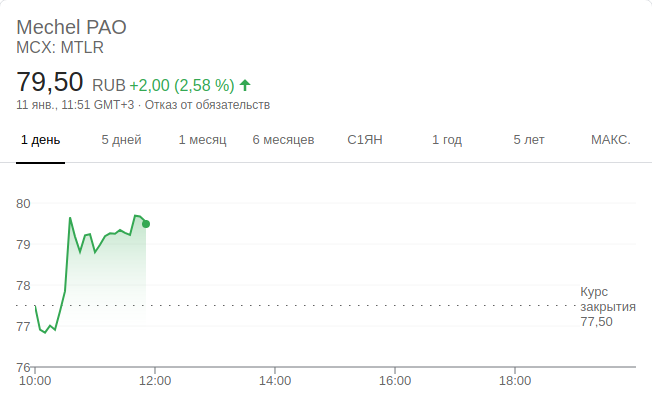 Mechel PAO
MCX: MTLR
79,50 RUB +2,00 (2,58 %)
11 янв., 11:51 GMT+3 · Отказ от обязательств
1 день 5 дней 1 месяц 6 месяцев С1ЯН 1 год 5 лет МАКС.
80
79
78
Курс
закрытия
77,50
77
76
10:00 12:00 14:00 16:00 18:00